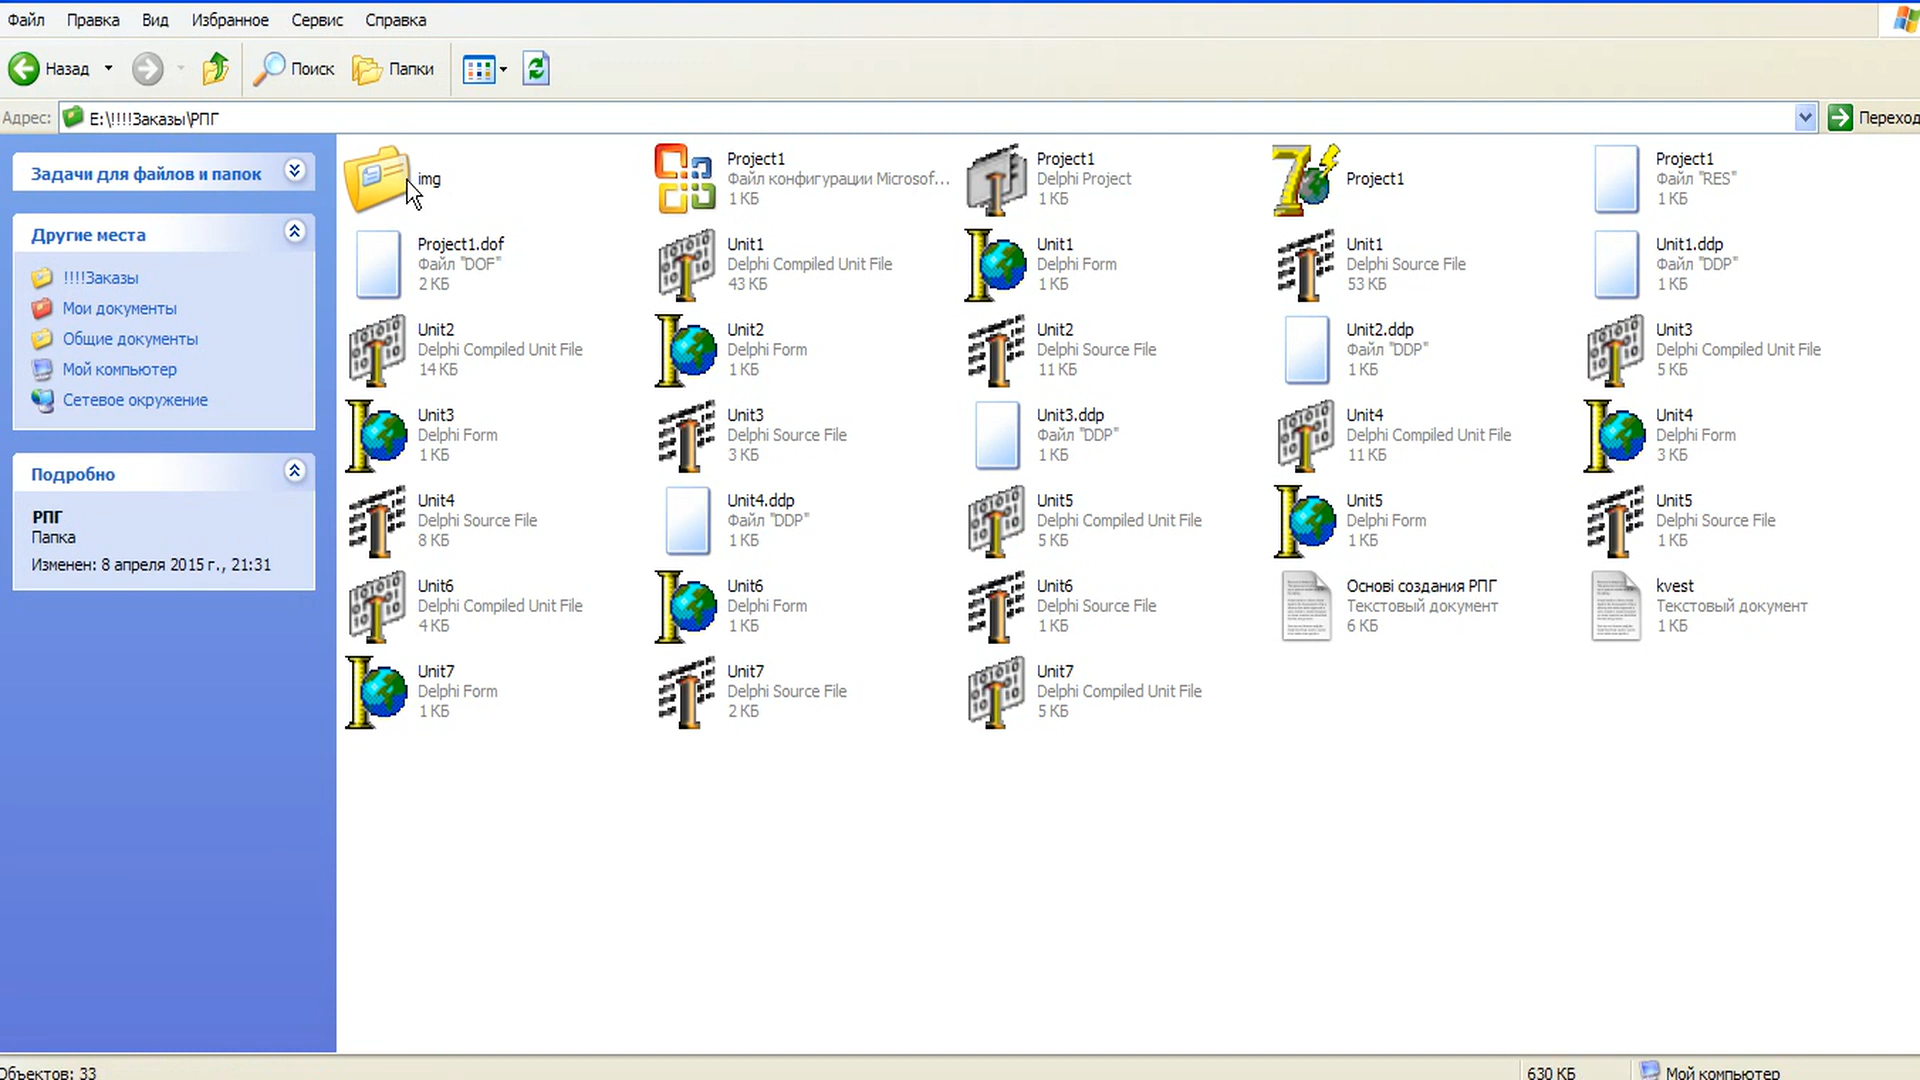 Файл Правка Вид Избранное Сервис Справка
Назад Поиск Папки
Адрес: E:\!!!!Заказы\РПГ Переход
Задачи для файлов и папок
Другие места
!!!!Заказы
Мои документы
Общие документы
Мой компьютер
Сетевое окружение
Подробно
РПГ
Папка
Изменен: 8 апреля 2015 г., 21:31
img
Project1
Файл конфигурации Microsof...
1 КБ
Project1
Delphi Project
1 КБ
Project1
Project1
Файл "RES"
1 КБ
Project1.dof
Файл "DOF"
2 КБ
Unit1
Delphi Compiled Unit File
43 КБ
Unit1
Delphi Form
1 КБ
Unit1
Delphi Source File
53 КБ
Unit1.ddp
Файл "DDP"
1 КБ
Unit2
Delphi Compiled Unit File
14 КБ
Unit2
Delphi Form
1 КБ
Unit2
Delphi Source File
11 КБ
Unit2.ddp
Файл "DDP"
1 КБ
Unit3
Delphi Compiled Unit File
5 КБ
Unit3
Delphi Form
1 КБ
Unit3
Delphi Source File
3 КБ
Unit3.ddp
Файл "DDP"
1 КБ
Unit4
Delphi Compiled Unit File
11 КБ
Unit4
Delphi Form
3 КБ
Unit4
Delphi Source File
8 КБ
Unit4.ddp
Файл "DDP"
1 КБ
Unit5
Delphi Compiled Unit File
5 КБ
Unit5
Delphi Form
1 КБ
Unit5
Delphi Source File
1 КБ
Unit6
Delphi Compiled Unit File
4 КБ
Unit6
Delphi Form
1 КБ
Unit6
Delphi Source File
1 КБ
Основі создания РПГ
Текстовый документ
6 КБ
kvest
Текстовый документ
1 КБ
Unit7
Delphi Form
1 КБ
Unit7
Delphi Source File
2 КБ
Unit7
Delphi Compiled Unit File
5 КБ
Объектов: 33 630 КБ Мой компьютер